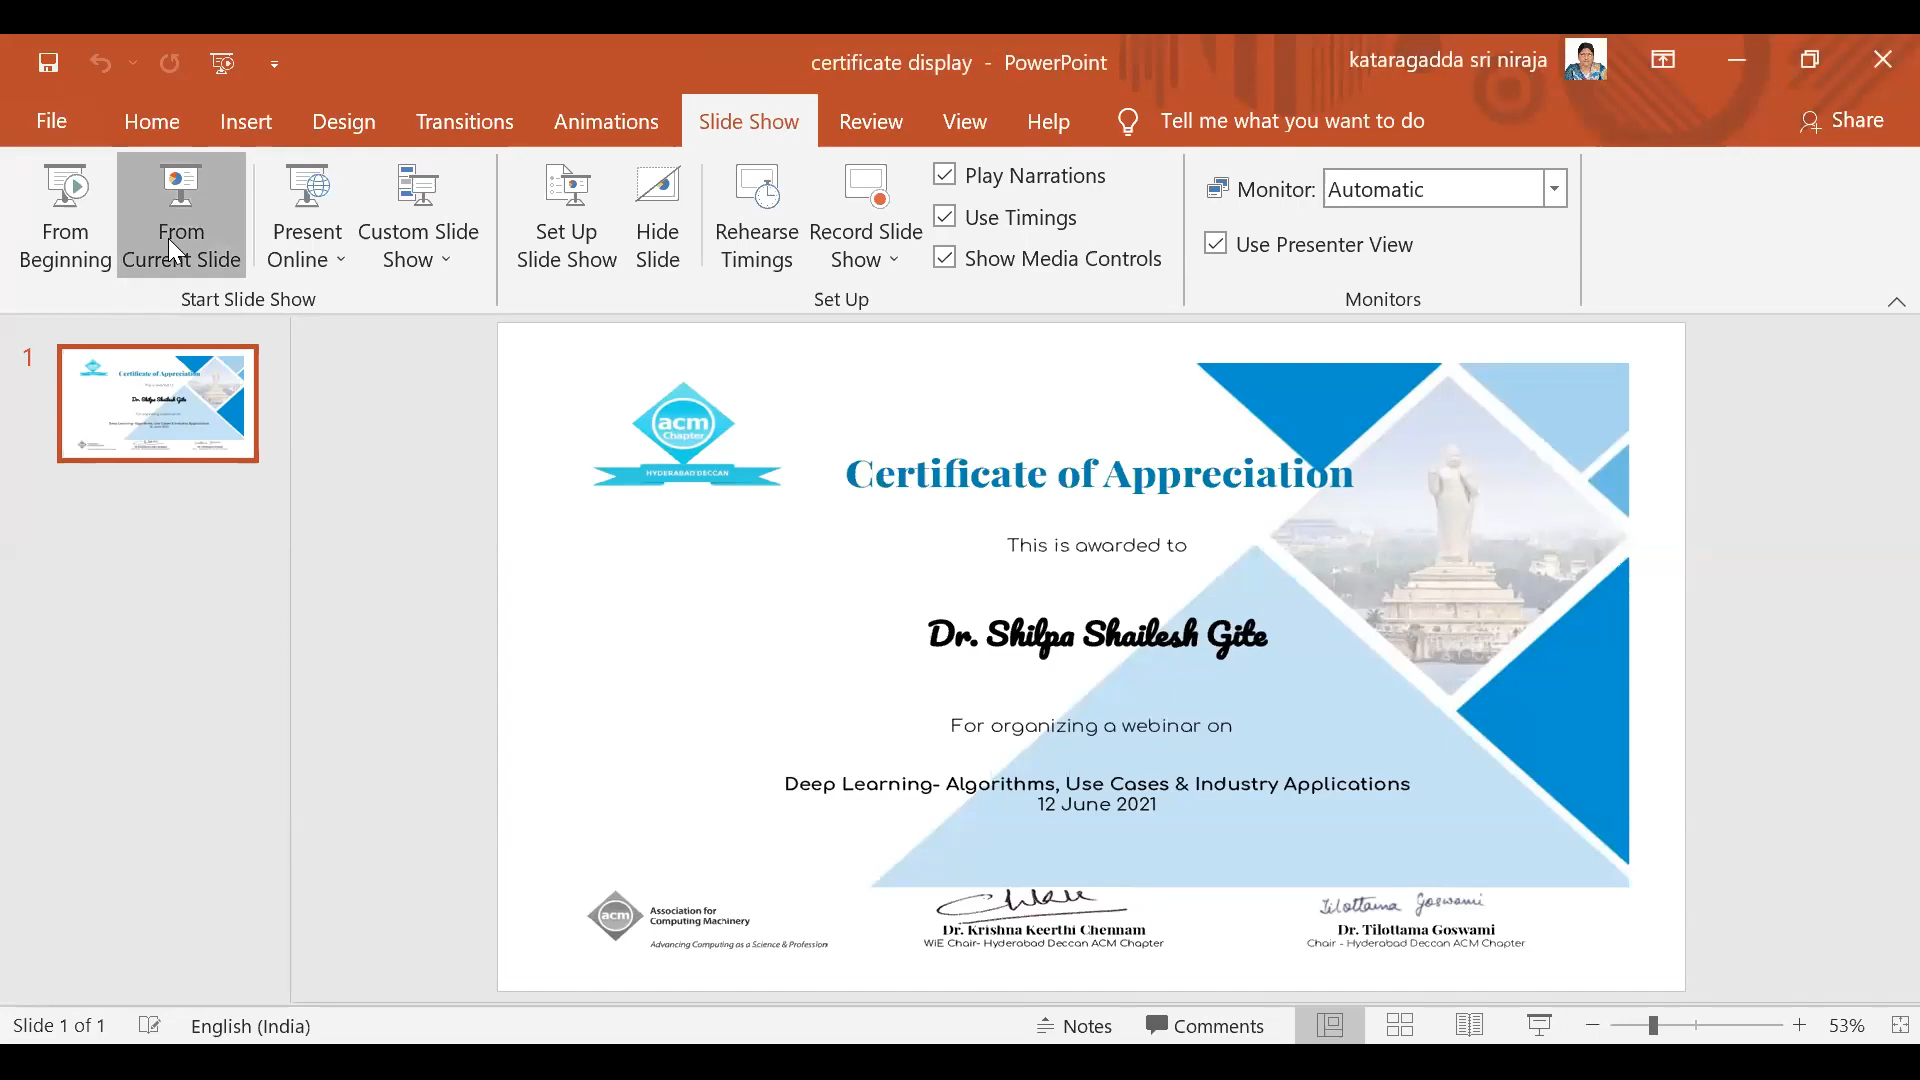 certificate display - PowerPoint
kataragadda sri niraja
File Home Insert Design Transitions Animations Slide Show Review View Help Tell me what you want to do Share
From Beginning
From Current Slide
Present Online
Custom Slide Show
Start Slide Show
Set Up Slide Show
Hide Slide
Rehearse Timings
Record Slide Show
Play Narrations
Use Timings
Show Media Controls
Set Up
Monitor: Automatic
Use Presenter View
Monitors
1
acm
Chapter
HYDERABAD DECCAN
Certificate of Appreciation
This is awarded to
Dr. Shilpa Shailesh Gite
For organizing a webinar on
Deep Learning- Algorithms, Use Cases & Industry Applications
12 June 2021
acm
Association for
Computing Machinery
Advancing Computing as a Science & Profession
Dr. Krishna Keerthi Chennam
WiE Chair- Hyderabad Deccan ACM Chapter
Tilottama Goswami
Dr. Tilottama Goswami
Chair - Hyderabad Deccan ACM Chapter
Slide 1 of 1
English (India)
Notes
Comments
53%